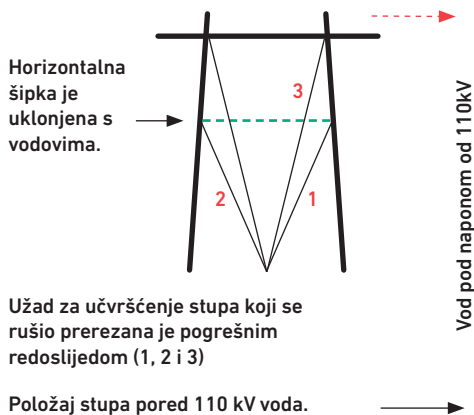 3
Horizontalna
šipka je
uklonjena s
vodovima.
2
1
Vod pod naponom od 110kV
Užad za učvršćenje stupa koji se
rušio prerezana je pogrešnim
redoslijedom (1, 2 i 3)
Položaj stupa pored 110 kV voda.